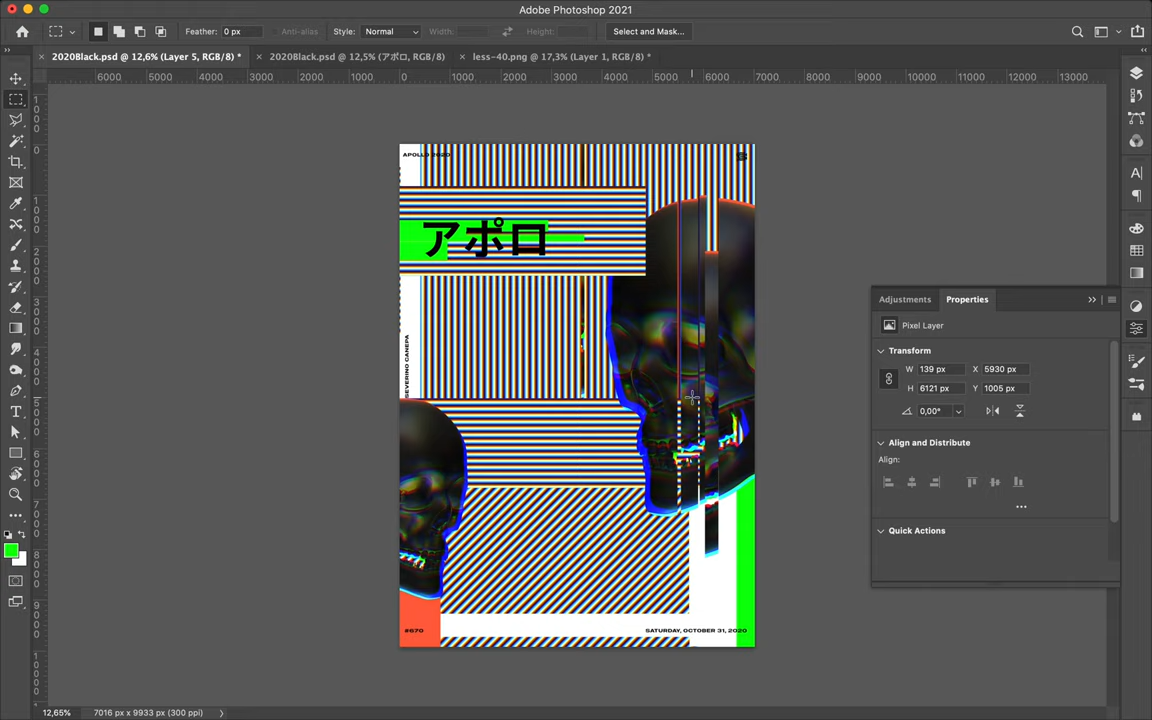 Adobe Photoshop 2021
Feather: 0 px Anti-alias Style: Normal Width: Height: Select and Mask...
2020Black.psd @ 12,6% (Layer 5, RGB/8) * 2020Black.psd @ 12,5% (アポロ, RGB/8) less-40.png @ 17,3% (Layer 1, RGB/8) *
6000 5000 4000 3000 2000 1000 0 1000 2000 3000 4000 5000 6000 7000 8000 9000 10000 11000 12000 13000
APOLLO 2020
アポロ
SEVERINO CANEPA
#670
SATURDAY, OCTOBER 31, 2020
Adjustments Properties
Pixel Layer
Transform
W 139 px X 5930 px
H 6121 px Y 1005 px
0,00°
Align and Distribute
Align:
Quick Actions
12,65% 7016 px x 9933 px (300 ppi)